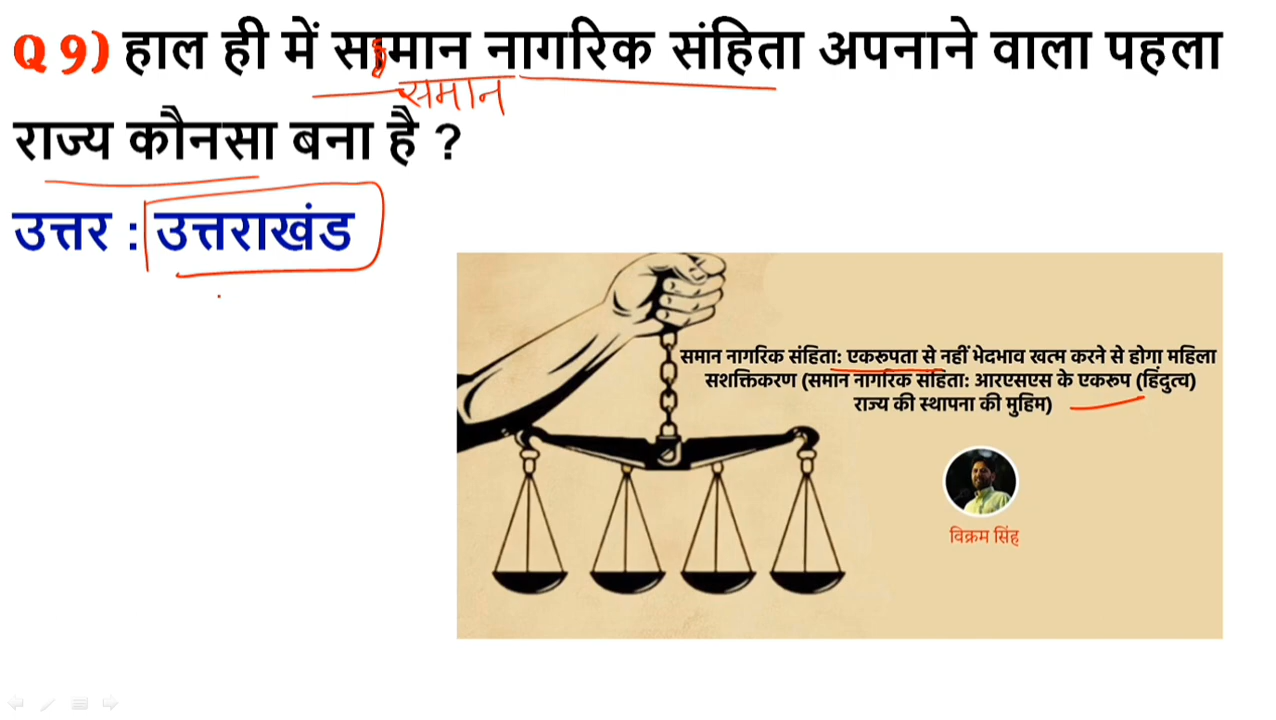 Q 9) हाल ही में सामान नागरिक संहिता अपनाने वाला पहला
समान
राज्य कौनसा बना है ?
उत्तर : उत्तराखंड
समान नागरिक संहिता: एकरूपता से नहीं भेदभाव खत्म करने से होगा महिला
सशक्तिकरण (समान नागरिक संहिता: आरएसएस के एकरूप (हिंदुत्व)
राज्य की स्थापना की मुहिम)
विक्रम सिंह